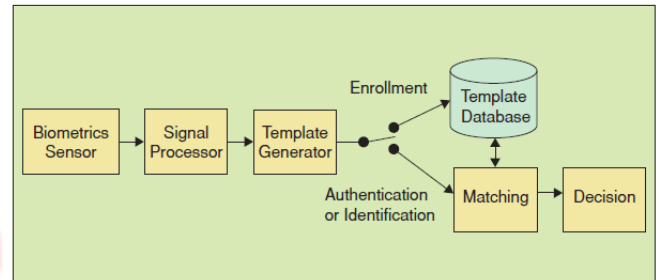 Enrollment
Template
Database
Biometrics
Sensor
Signal
Processor
Template
Generator
Authentication
or Identification
Matching
Decision